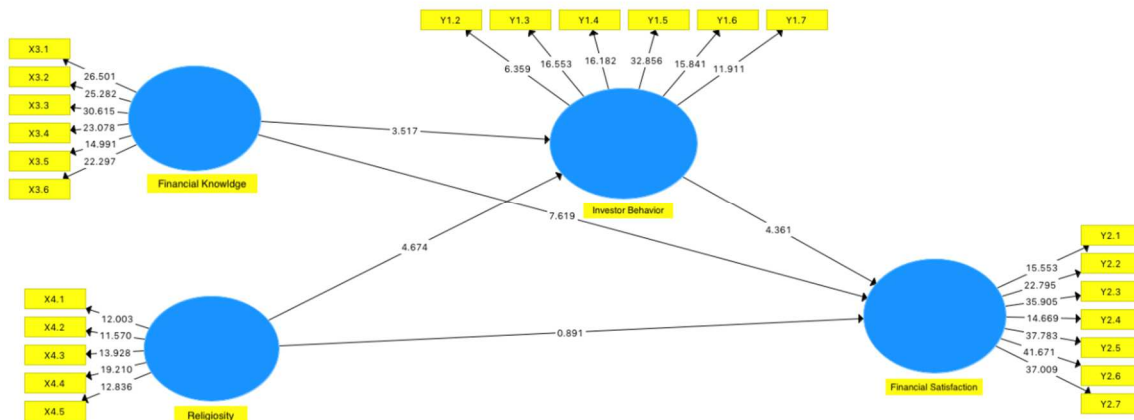 Y1.2 Y1.3 Y1.4 Y1.5 Y1.6 Y1.7
6.359 16.553 16.182 32.856 15.841 11.911
X3.1
X3.2
X3.3
X3.4
X3.5
X3.6
26.501
25.282
30.615
23.078
14.991
22.297
Financial Knowldge
3.517
Investor Behavior
7.619
4.674
4.361
0.891
X4.1
X4.2
X4.3
X4.4
X4.5
12.003
11.570
13.928
19.210
12.836
Religiosity
Y2.1
Y2.2
Y2.3
Y2.4
Y2.5
Y2.6
Y2.7
15.553
22.795
35.905
14.669
37.783
41.671
37.009
Financial Satisfaction